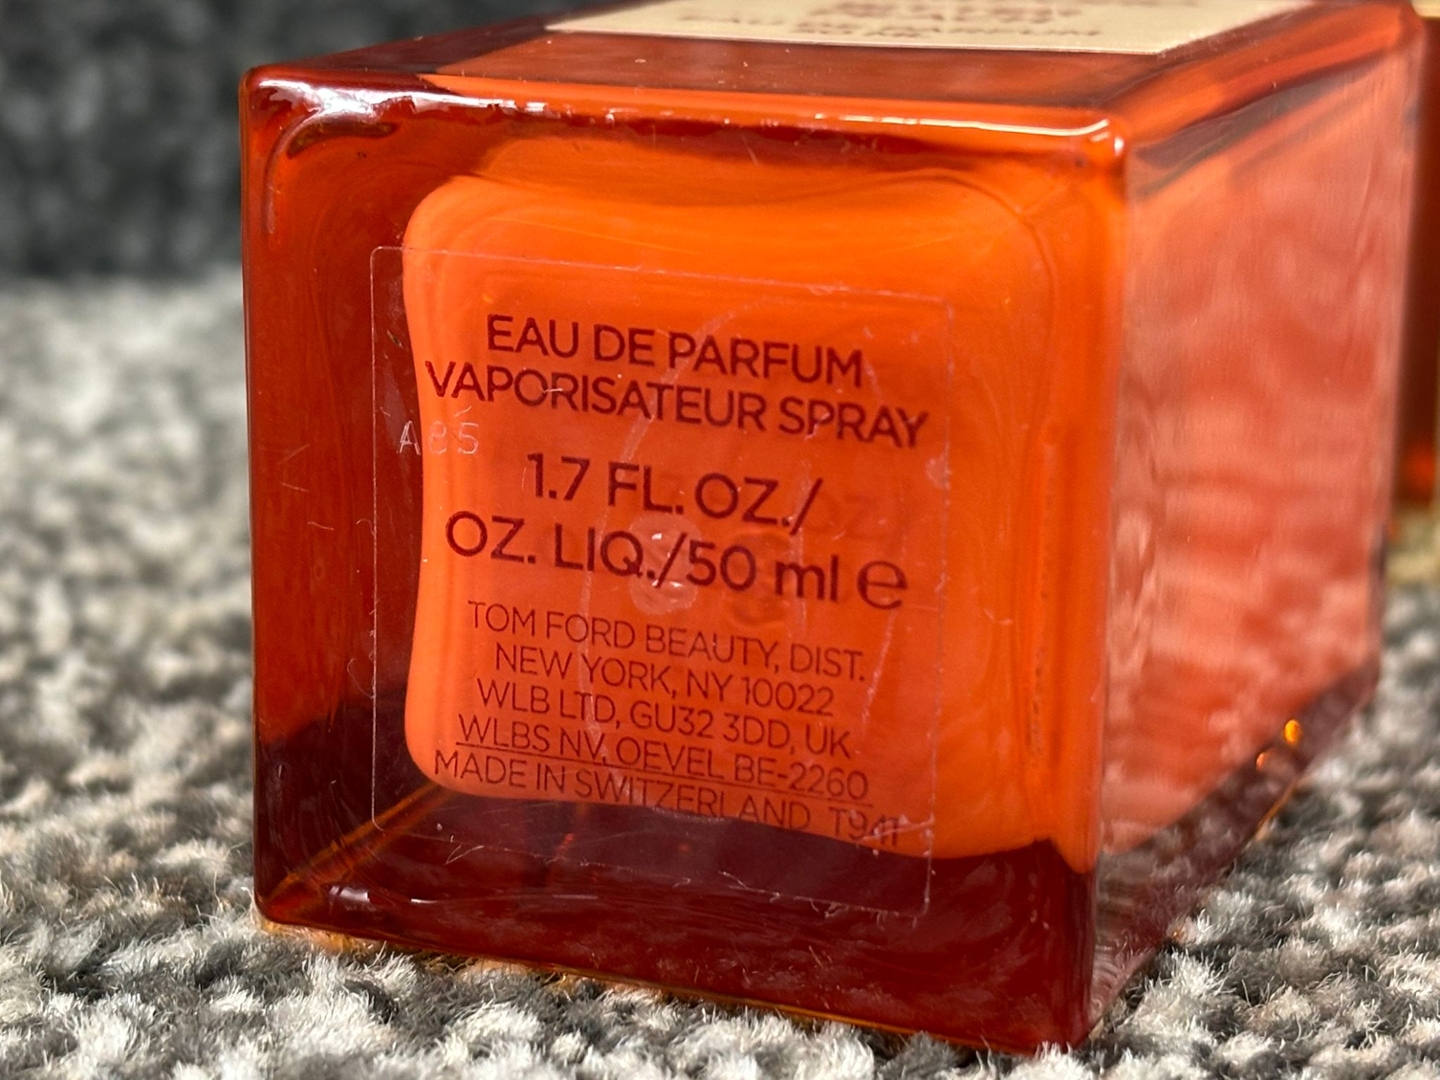 EAU DE PARFUM
VAPORISATEUR SPRAY
1.7 FL. OZ./
OZ. LIQ./50 ml e
TOM FORD BEAUTY, DIST.
NEW YORK, NY 10022
WLB LTD, GU32 3DD, UK
WLBS NV, OEVEL BE-2260
MADE IN SWITZERLAND T941
A85